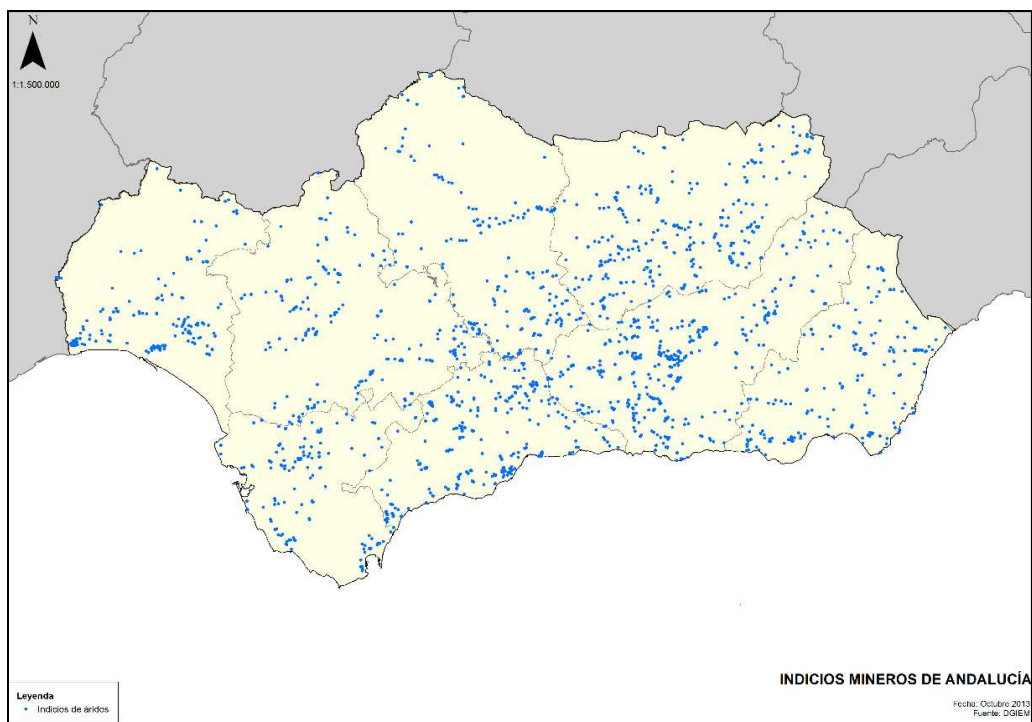 N
1:1.500.000
INDICIOS MINEROS DE ANDALUCÍA
Leyenda
Indicios de áridos
Fecha: Octubre 2013
Fuente: DGIEM